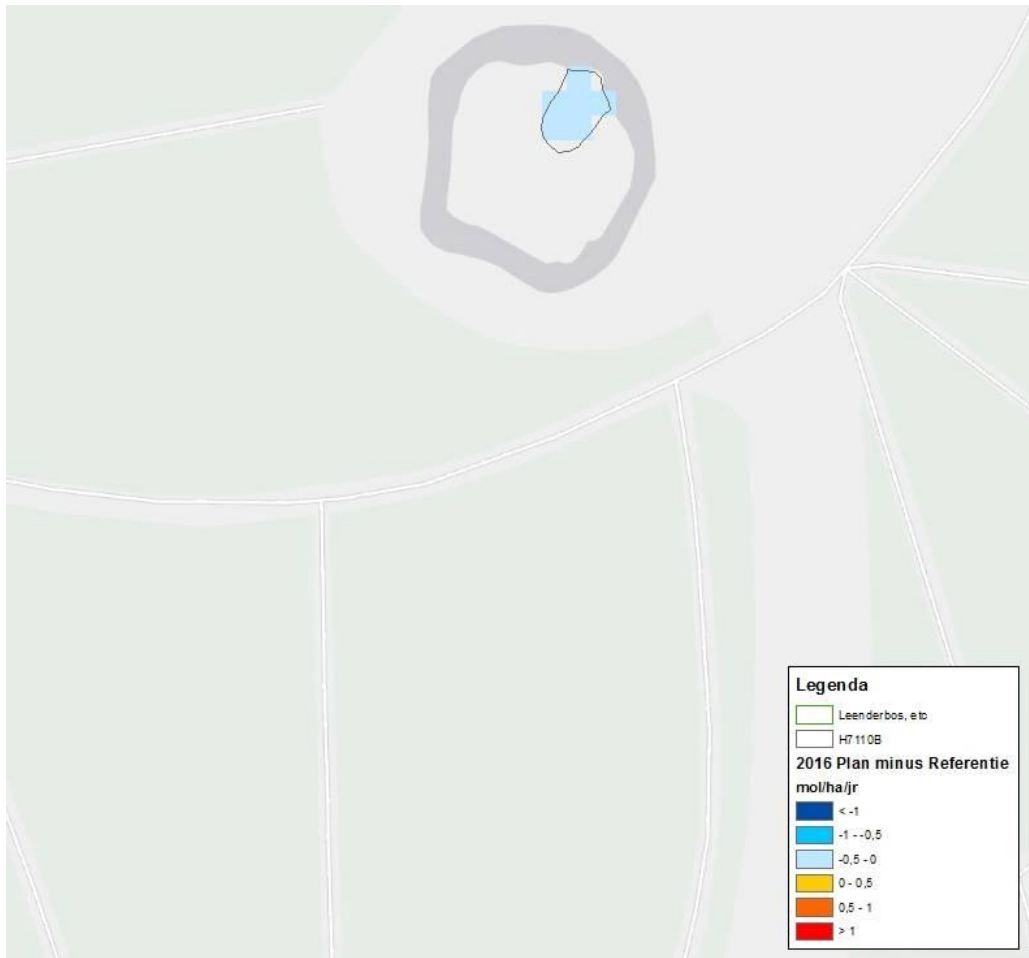 Legenda
Leenderbos, etc
H7110B
2016 Plan minus Referentie
mol/ha/jr
< -1
-1 - -0,5
-0,5 - 0
0 - 0,5
0,5 - 1
> 1